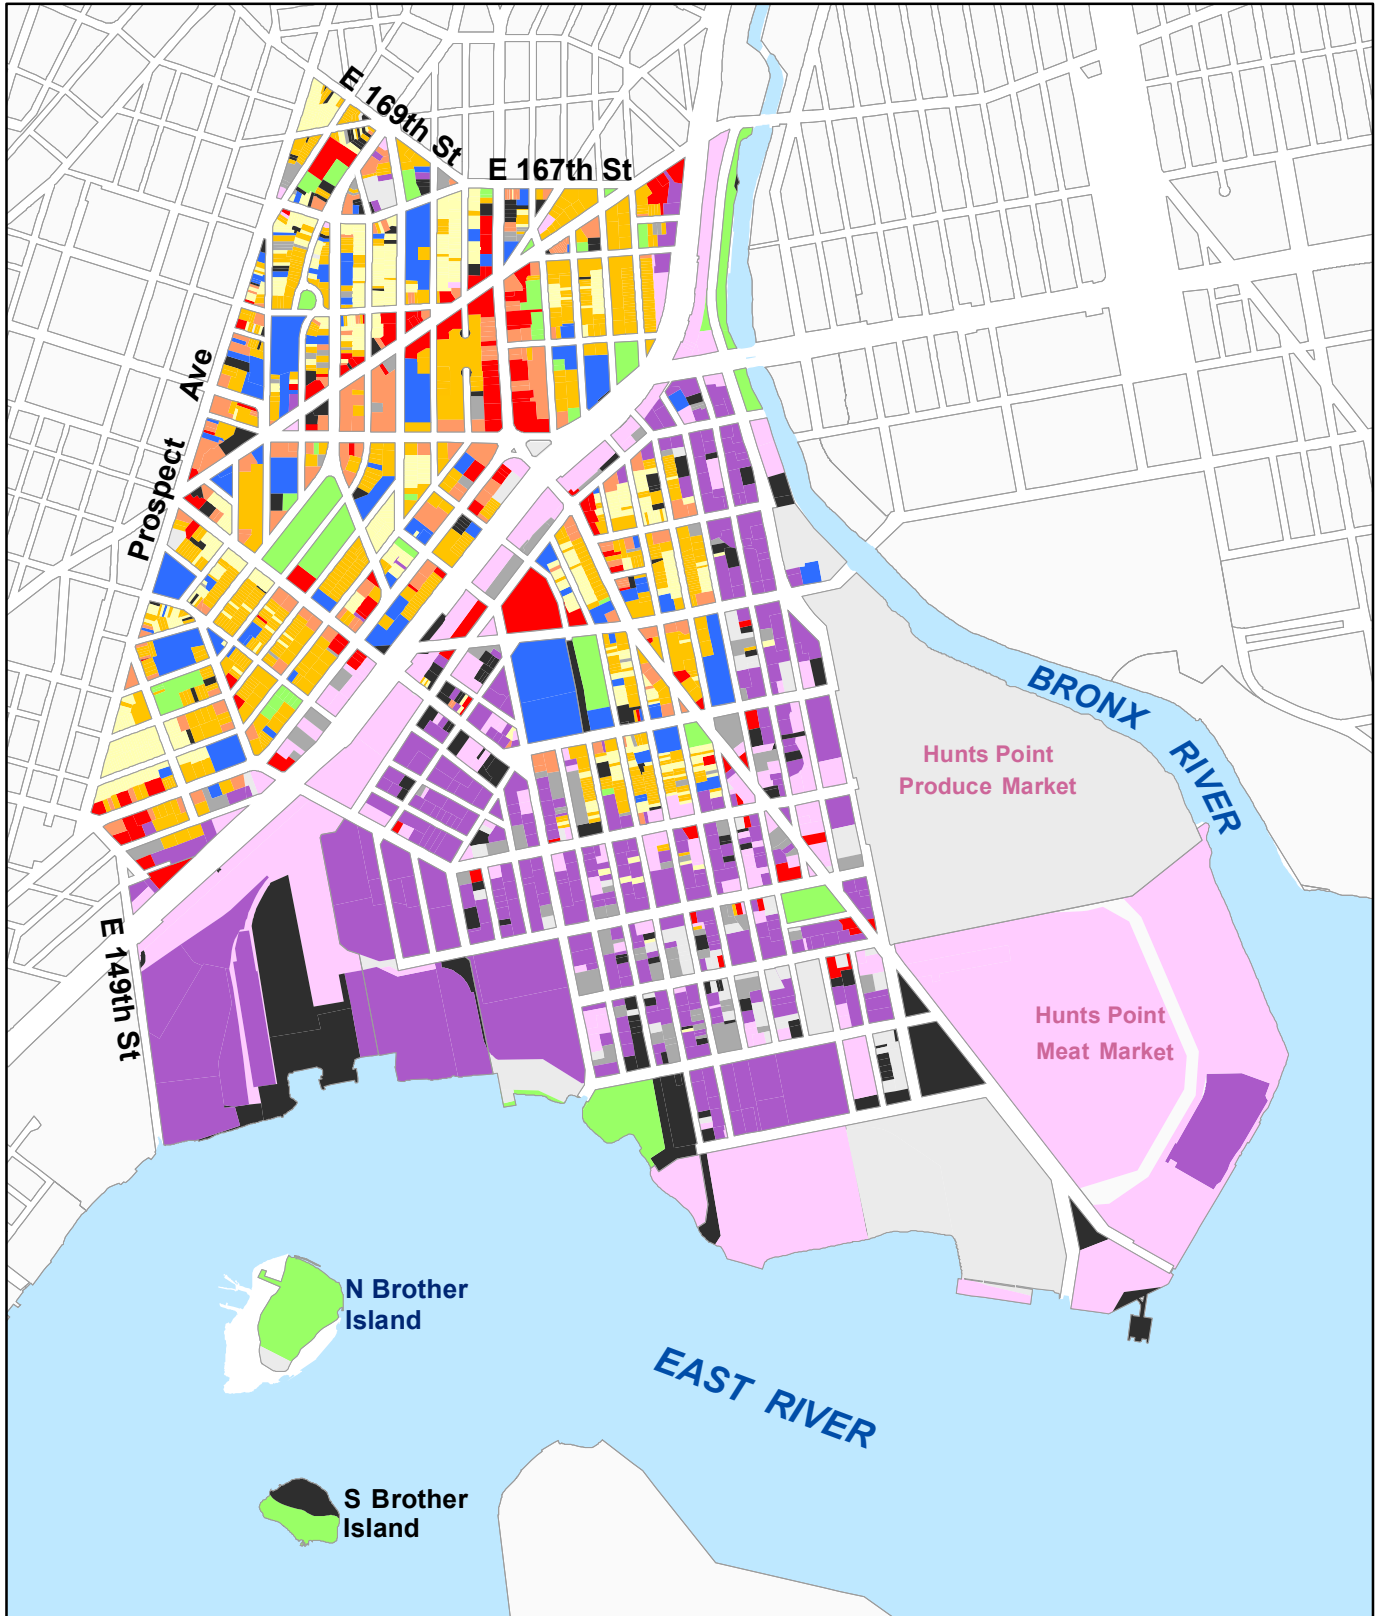 E 169th St
E 167th St
Prospect Ave
BRONX RIVER
Hunts Point
Produce Market
E 149th St
Hunts Point
Meat Market
N Brother
Island
EAST RIVER
S Brother
Island